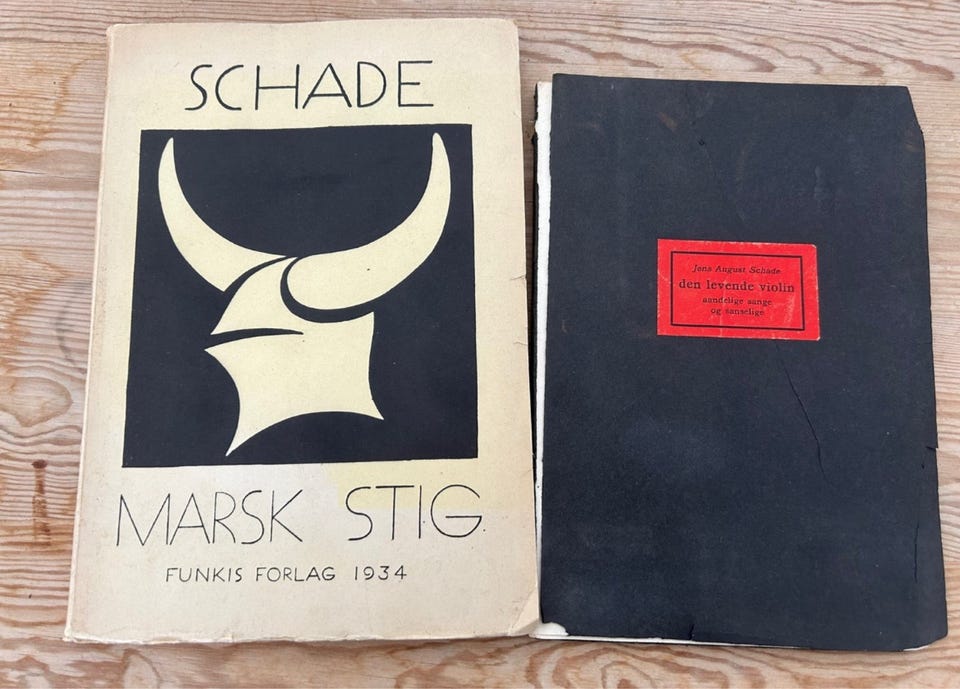 SCHADE
MARSK STIG
FUNKIS FORLAG 1934
Jens August Schade
den levende violin
aandelige sange
og sanselige